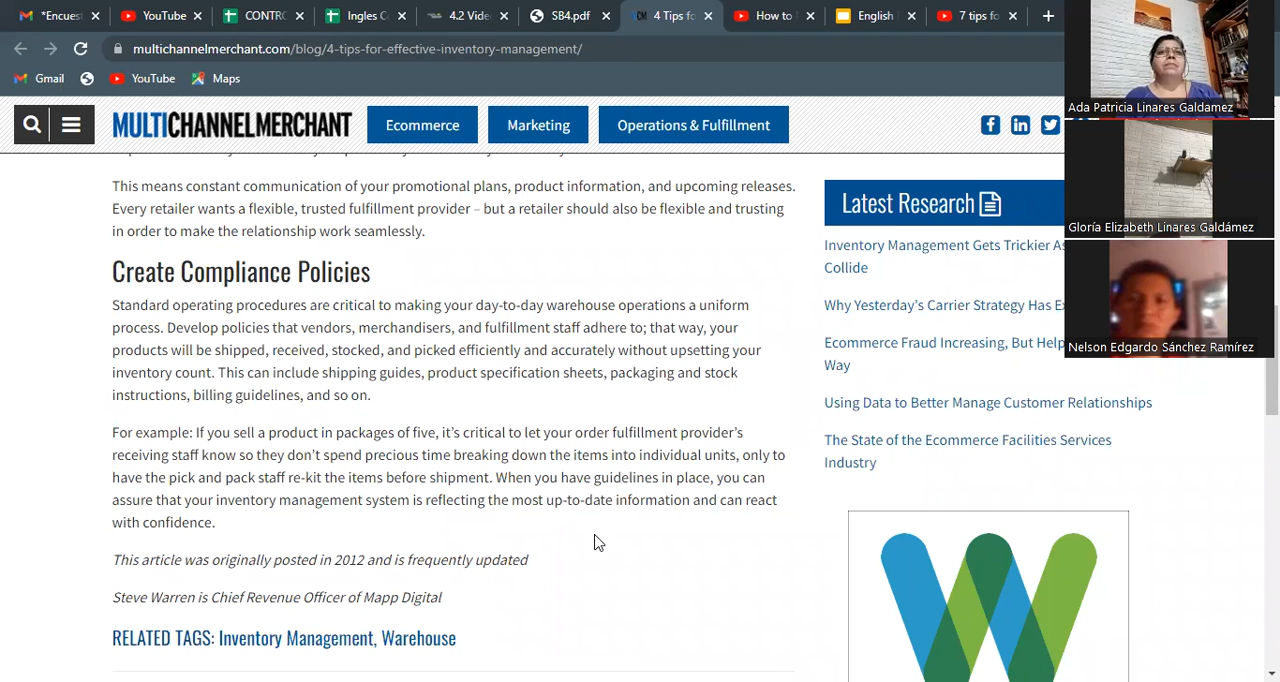 *Encues
YouTube
CONTRO
Ingles C
4.2 Vide
SB4.pdf
4 Tips fo
How to
English
7 tips fo
multichannelmerchant.com/blog/4-tips-for-effective-inventory-management/
Gmail
YouTube
Maps
MULTICHANNELMERCHANT
Ecommerce
Marketing
Operations & Fulfillment
This means constant communication of your promotional plans, product information, and upcoming releases.
Every retailer wants a flexible, trusted fulfillment provider – but a retailer should also be flexible and trusting
in order to make the relationship work seamlessly.
Create Compliance Policies
Standard operating procedures are critical to making your day-to-day warehouse operations a uniform
process. Develop policies that vendors, merchandisers, and fulfillment staff adhere to; that way, your
products will be shipped, received, stocked, and picked efficiently and accurately without upsetting your
inventory count. This can include shipping guides, product specification sheets, packaging and stock
instructions, billing guidelines, and so on.
For example: If you sell a product in packages of five, it's critical to let your order fulfillment provider's
receiving staff know so they don't spend precious time breaking down the items into individual units, only to
have the pick and pack staff re-kit the items before shipment. When you have guidelines in place, you can
assure that your inventory management system is reflecting the most up-to-date information and can react
with confidence.
This article was originally posted in 2012 and is frequently updated
Steve Warren is Chief Revenue Officer of Mapp Digital
RELATED TAGS: Inventory Management, Warehouse
Latest Research
Inventory Management Gets Trickier As
Collide
Why Yesterday's Carrier Strategy Has Ex
Ecommerce Fraud Increasing, But Help
Way
Using Data to Better Manage Customer Relationships
The State of the Ecommerce Facilities Services
Industry
Ada Patricia Linares Galdamez
Gloría Elizabeth Linares Galdámez
Nelson Edgardo Sánchez Ramírez